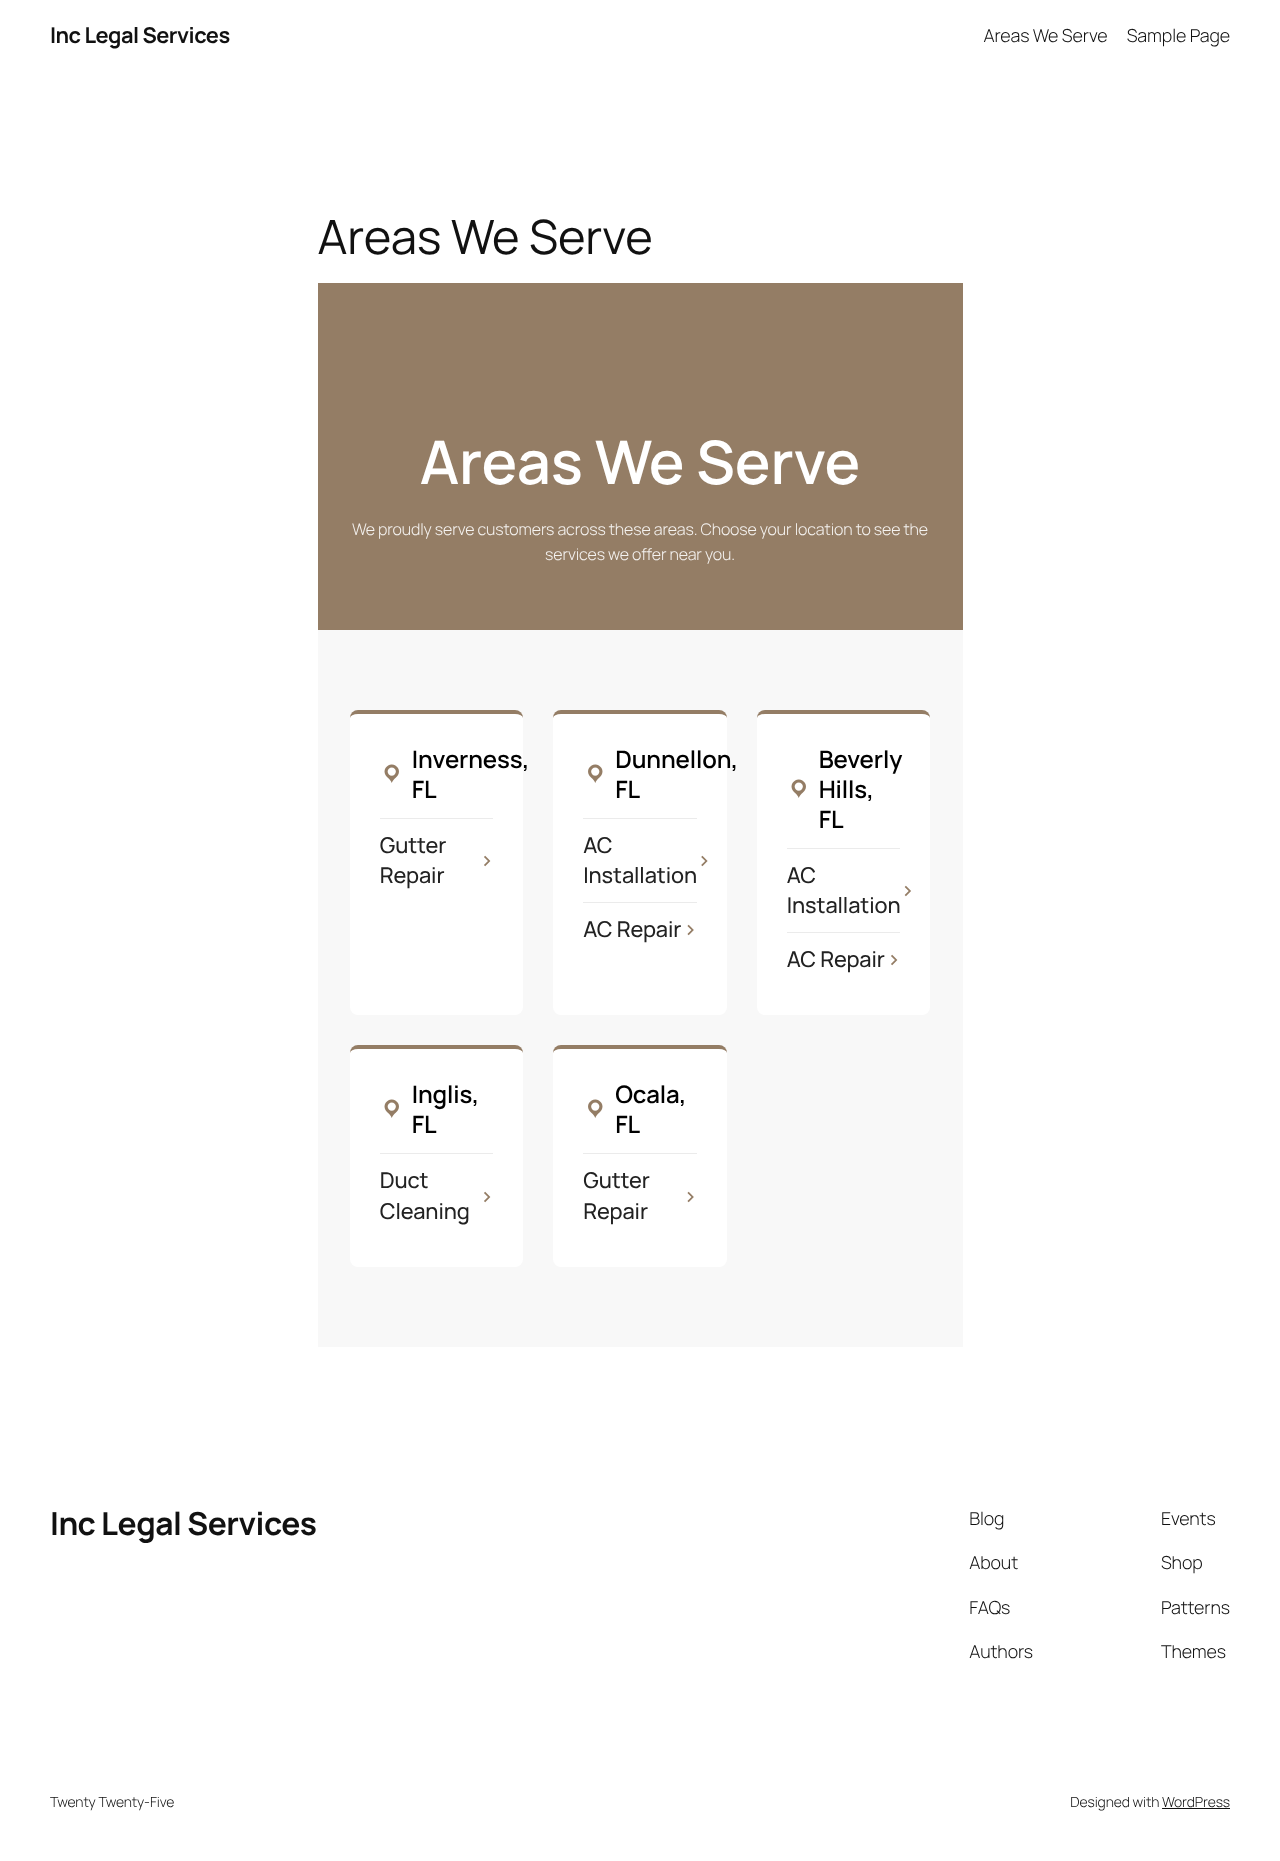 Inc Legal Services
Areas We Serve
Sample Page
Areas We Serve
Areas We Serve
We proudly serve customers across these areas. Choose your location to see the
services we offer near you.
Inverness,
FL
Gutter
Repair
Dunnellon,
FL
AC
Installation
AC Repair
Beverly
Hills,
FL
AC
Installation
AC Repair
Inglis,
FL
Duct
Cleaning
Ocala,
FL
Gutter
Repair
Inc Legal Services
Blog
About
FAQs
Authors
Events
Shop
Patterns
Themes
Twenty Twenty-Five
Designed with WordPress